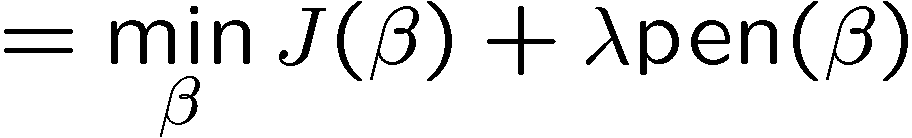 = min_β J(β) + λpen(β)